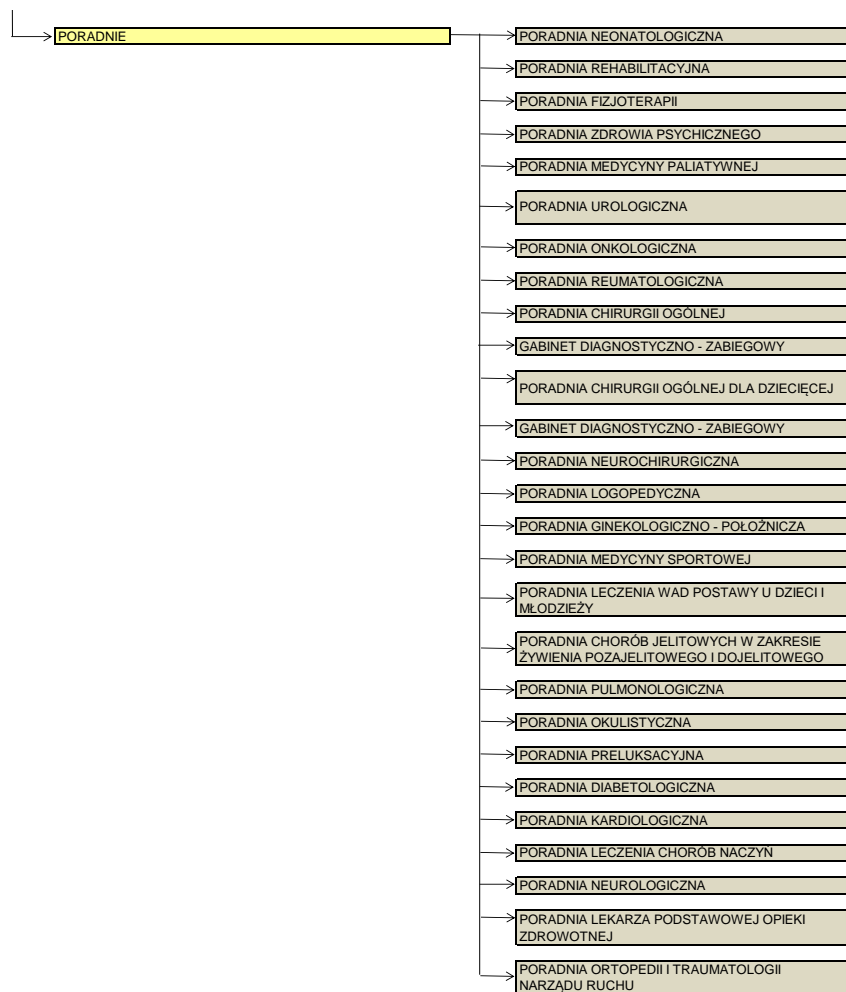 PORADNIE
PORADNIA NEONATOLOGICZNA
PORADNIA REHABILITACYJNA
PORADNIA FIZJOTERAPII
PORADNIA ZDROWIA PSYCHICZNEGO
PORADNIA MEDYCYNY PALIATYWNEJ
PORADNIA UROLOGICZNA
PORADNIA ONKOLOGICZNA
PORADNIA REUMATOLOGICZNA
PORADNIA CHIRURGII OGÓLNEJ
GABINET DIAGNOSTYCZNO - ZABIEGOWY
PORADNIA CHIRURGII OGÓLNEJ DLA DZIECIĘCEJ
GABINET DIAGNOSTYCZNO - ZABIEGOWY
PORADNIA NEUROCHIRURGICZNA
PORADNIA LOGOPEDYCZNA
PORADNIA GINEKOLOGICZNO - POŁOŻNICZA
PORADNIA MEDYCYNY SPORTOWEJ
PORADNIA LECZENIA WAD POSTAWY U DZIECI I
MŁODZIEŻY
PORADNIA CHORÓB JELITOWYCH W ZAKRESIE
ŻYWIENIA POZAJELITOWEGO I DOJELITOWEGO
PORADNIA PULMONOLOGICZNA
PORADNIA OKULISTYCZNA
PORADNIA PRELUKSACYJNA
PORADNIA DIABETOLOGICZNA
PORADNIA KARDIOLOGICZNA
PORADNIA LECZENIA CHORÓB NACZYŃ
PORADNIA NEUROLOGICZNA
PORADNIA LEKARZA PODSTAWOWEJ OPIEKI
ZDROWOTNEJ
PORADNIA ORTOPEDII I TRAUMATOLOGII
NARZĄDU RUCHU